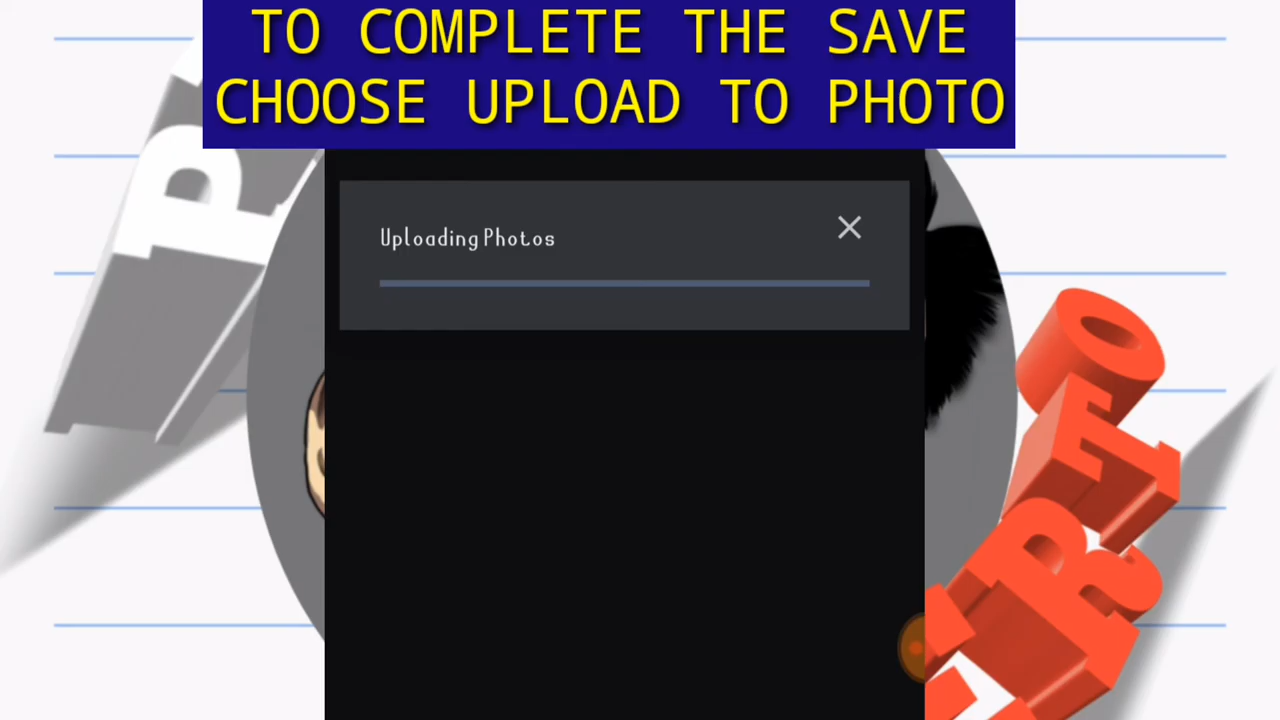 TO COMPLETE THE SAVE
CHOOSE UPLOAD TO PHOTO
Uploading Photos